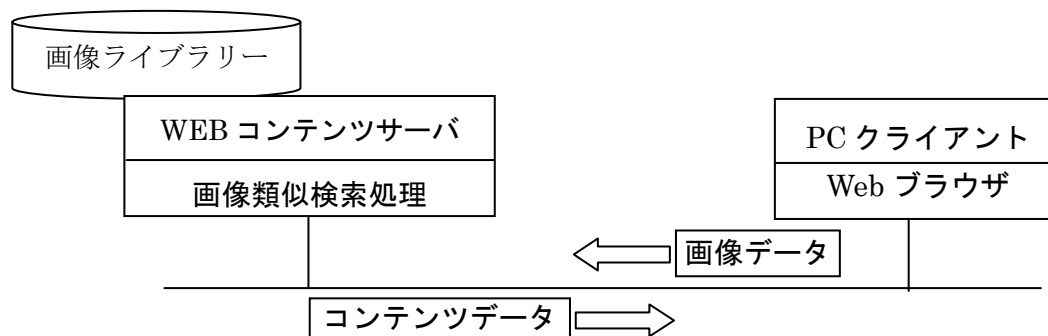 画像ライブラリー
WEB コンテンツサーバ
画像類似検索処理
PC クライアント
Web ブラウザ
画像データ
コンテンツデータ